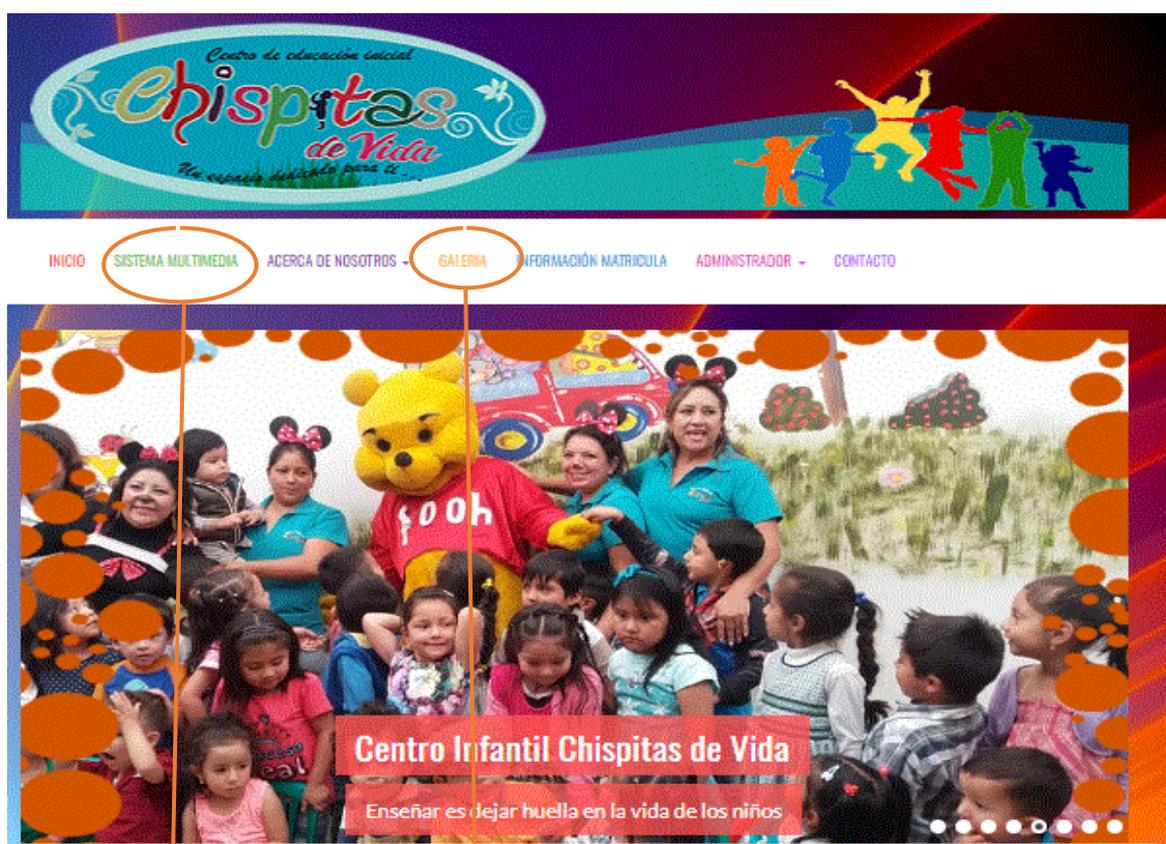 Centro de educación inicial
Chispitas
de Vida
Un espacio dedicado para ti ...
INICIO SISTEMA MULTIMEDIA ACERCA DE NOSOTROS GALERIA INFORMACIÓN MATRICULA ADMINISTRADOR CONTACTO
Pooh
Centro Infantil Chispitas de Vida
Enseñar es dejar huella en la vida de los niños